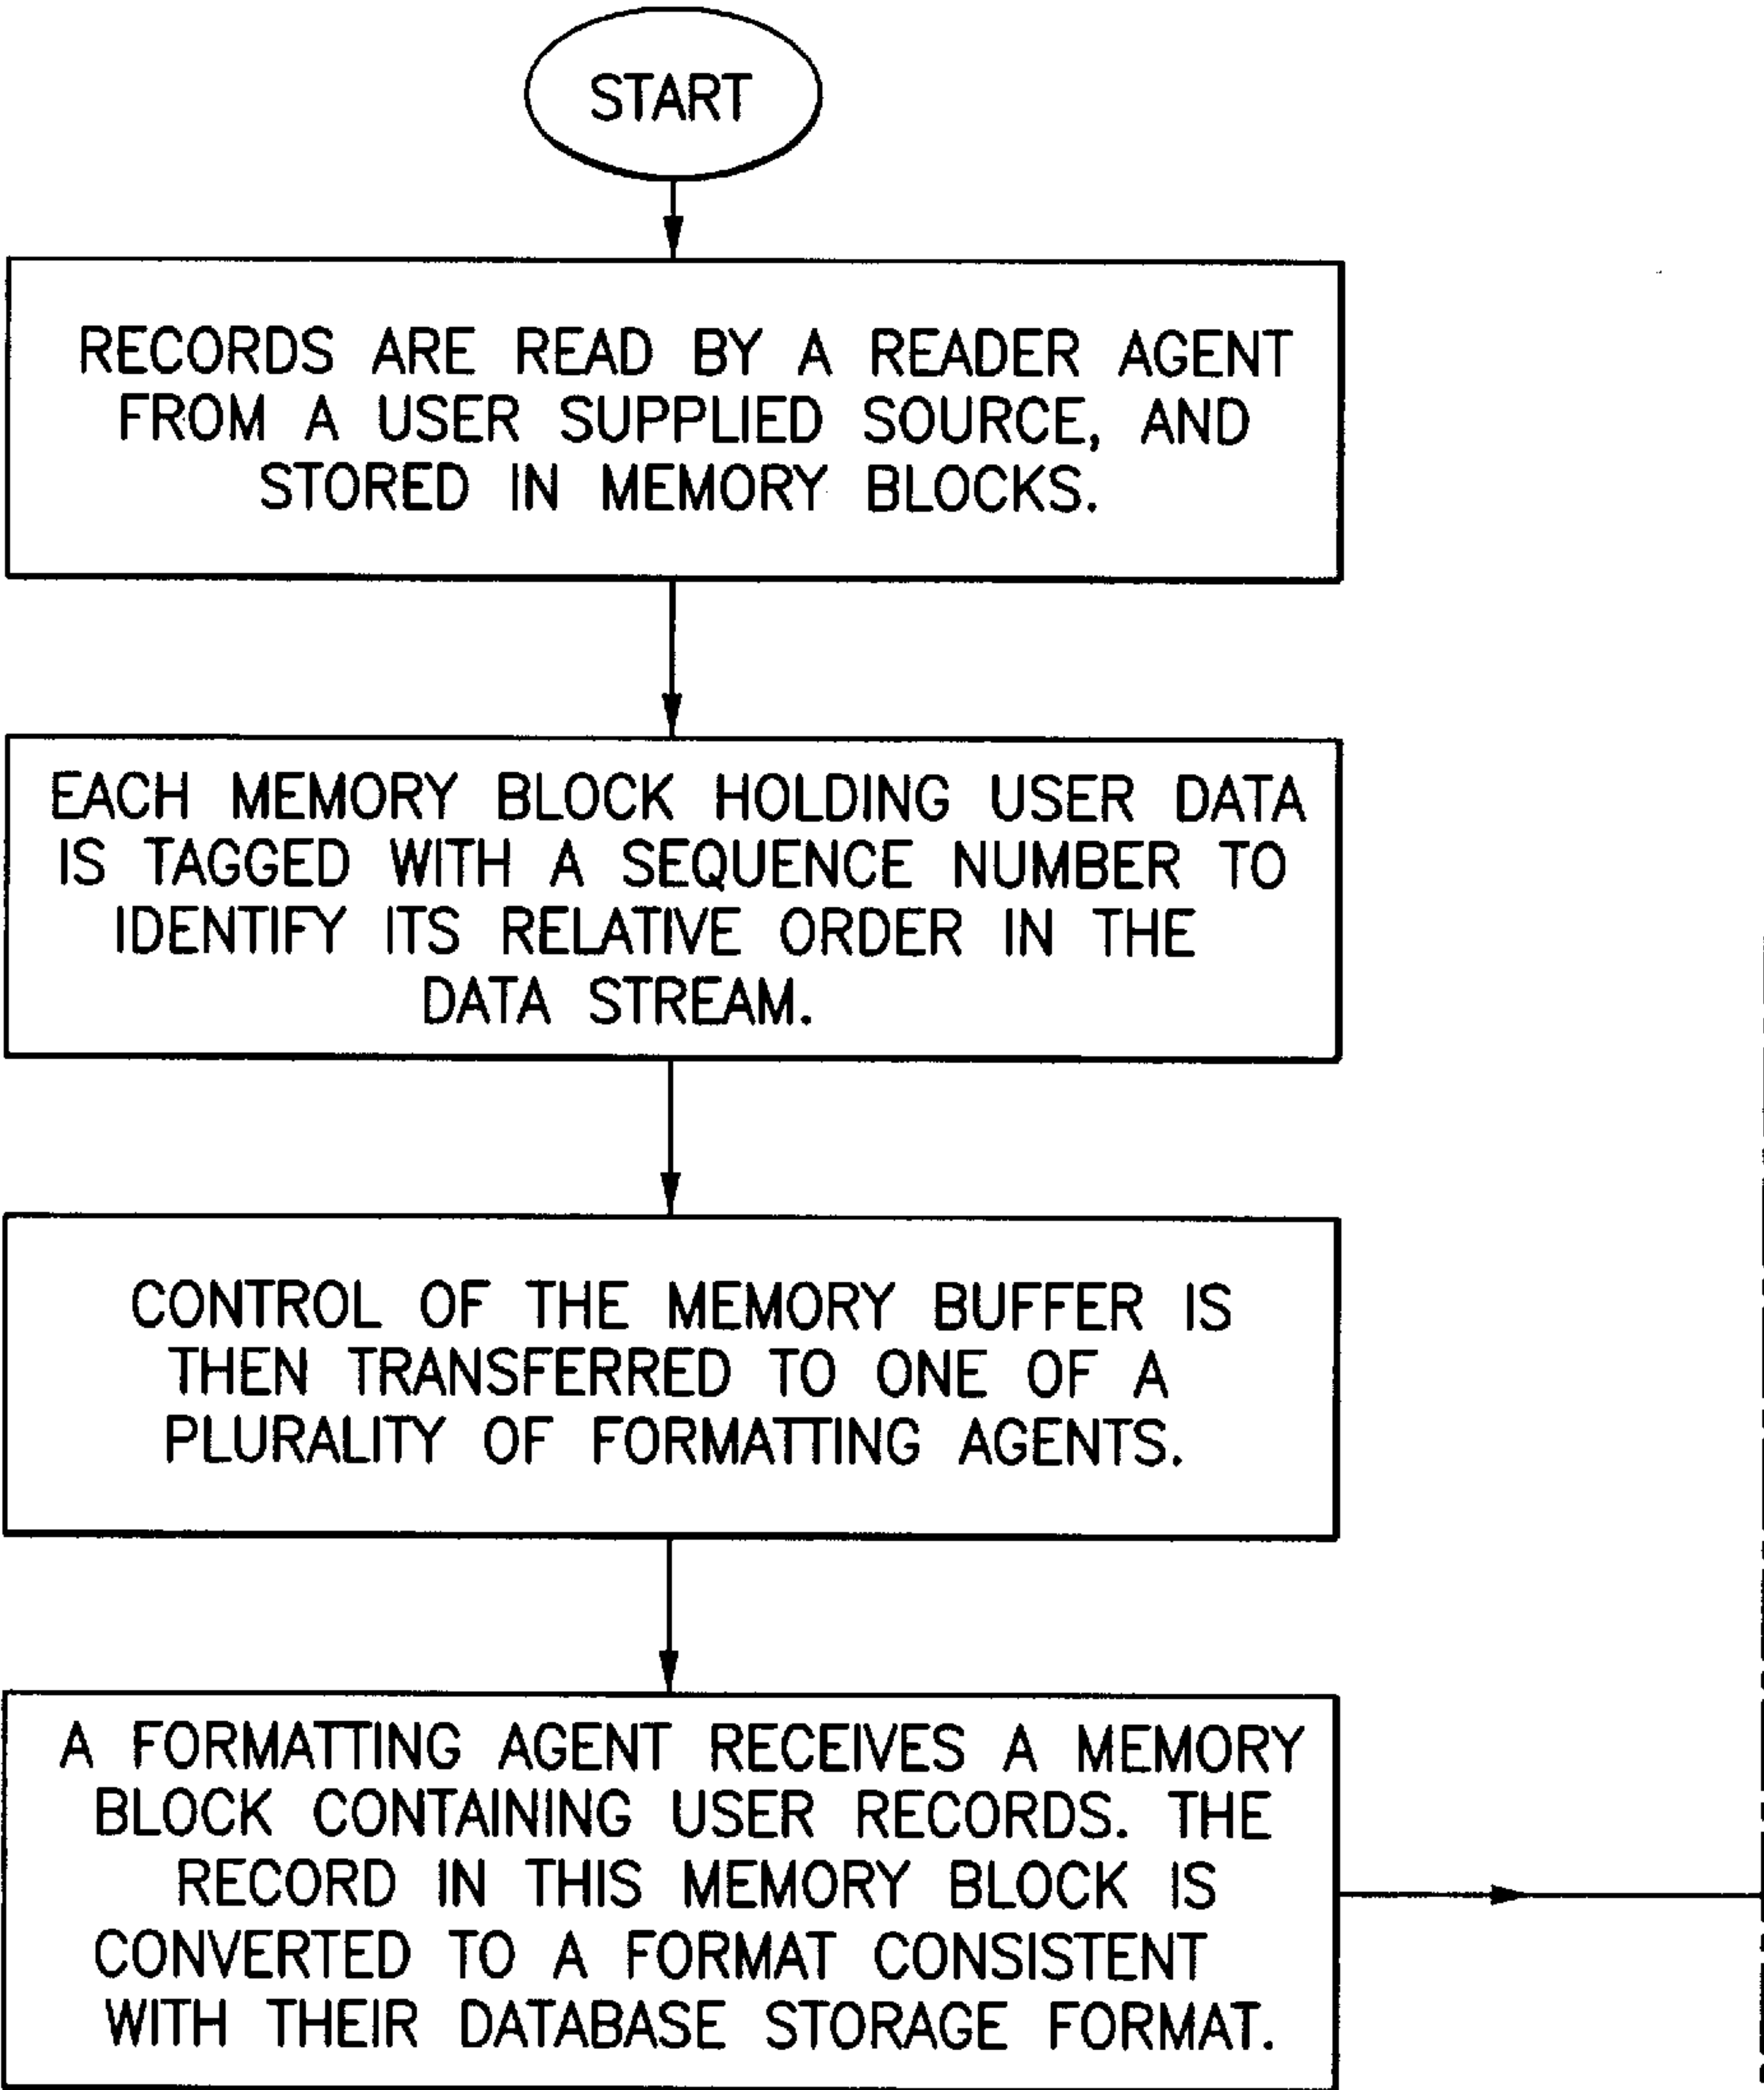 START
RECORDS ARE READ BY A READER AGENT
FROM A USER SUPPLIED SOURCE, AND
STORED IN MEMORY BLOCKS.
EACH MEMORY BLOCK HOLDING USER DATA
IS TAGGED WITH A SEQUENCE NUMBER TO
IDENTIFY ITS RELATIVE ORDER IN THE
DATA STREAM.
CONTROL OF THE MEMORY BUFFER IS
THEN TRANSFERRED TO ONE OF A
PLURALITY OF FORMATTING AGENTS.
A FORMATTING AGENT RECEIVES A MEMORY
BLOCK CONTAINING USER RECORDS. THE
RECORD IN THIS MEMORY BLOCK IS
CONVERTED TO A FORMAT CONSISTENT
WITH THEIR DATABASE STORAGE FORMAT.